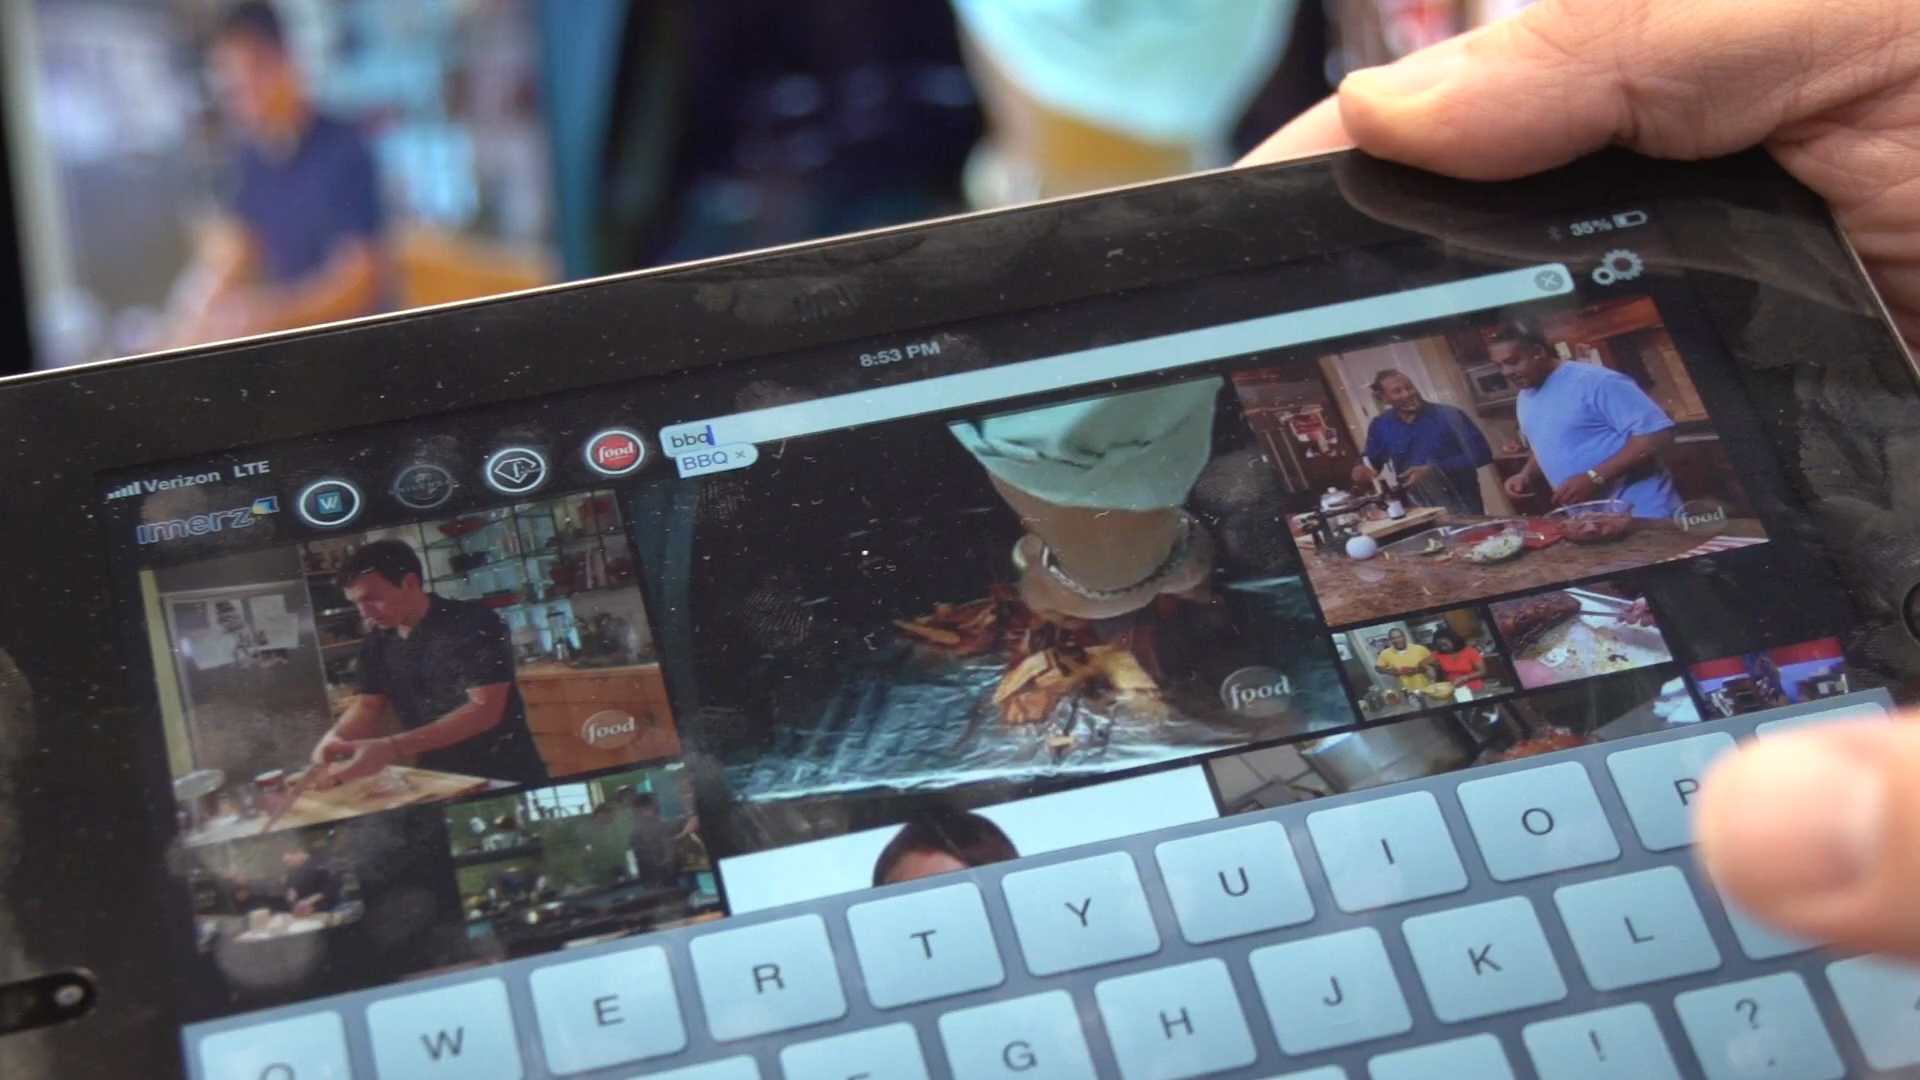 35%
8:53 PM
Verizon LTE
imerz
W
food
bbq
BBQ ×
food
food
food
Q W E R T Y U I O P
G H J K L
! ?